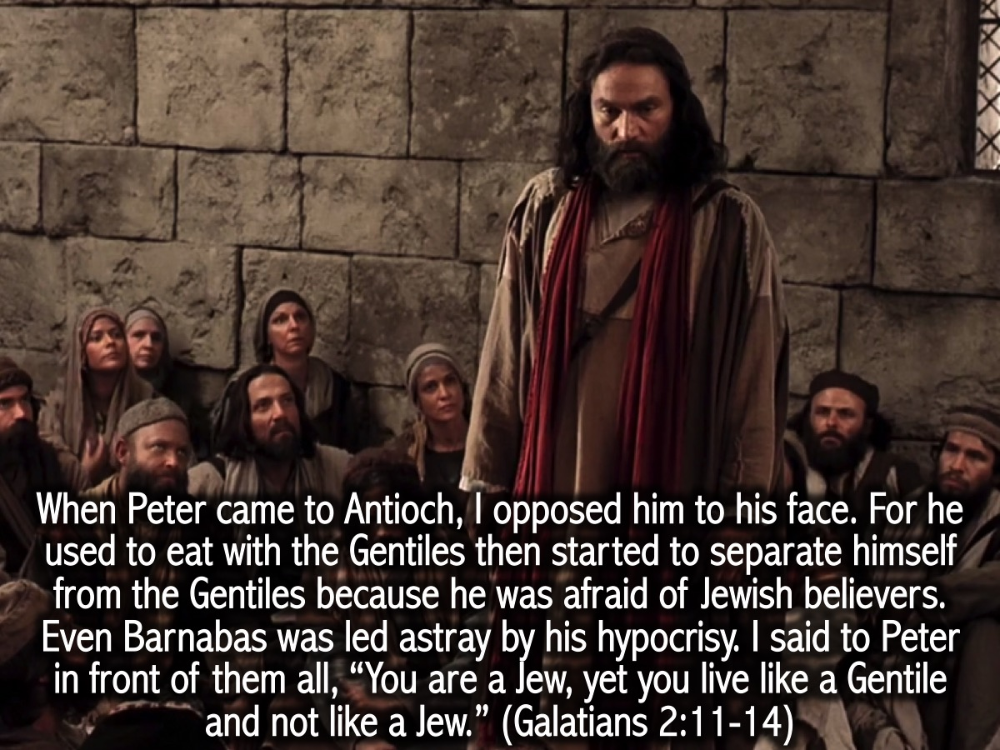 When Peter came to Antioch, I opposed him to his face. For he
used to eat with the Gentiles then started to separate himself
from the Gentiles because he was afraid of Jewish believers.
Even Barnabas was led astray by his hypocrisy. I said to Peter
in front of them all, “You are a Jew, yet you live like a Gentile
and not like a Jew.” (Galatians 2:11-14)